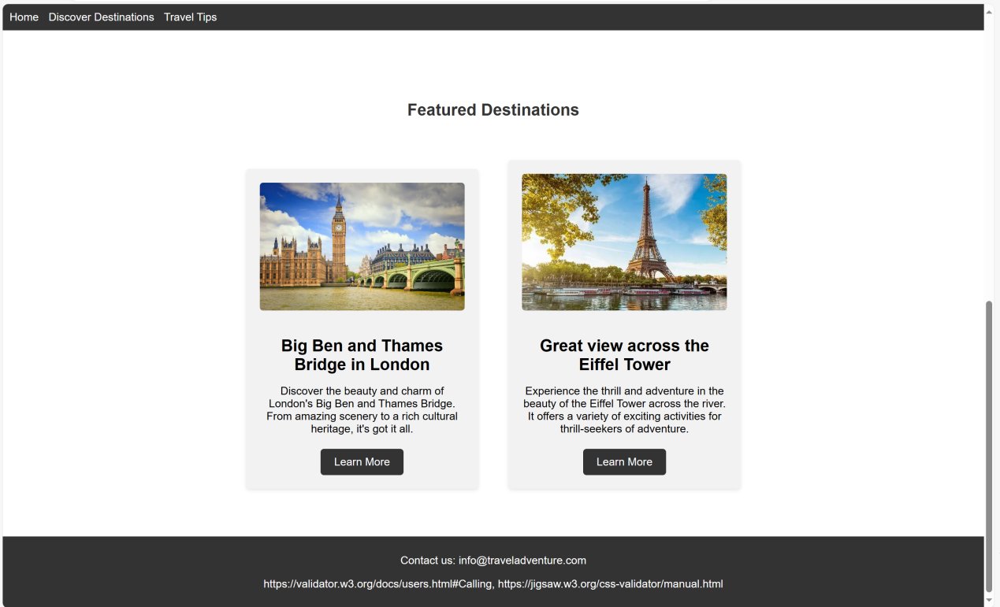 Home Discover Destinations Travel Tips
Featured Destinations
Big Ben and Thames
Bridge in London
Discover the beauty and charm of
London's Big Ben and Thames Bridge.
From amazing scenery to a rich cultural
heritage, it's got it all.
Learn More
Great view across the
Eiffel Tower
Experience the thrill and adventure in the
beauty of the Eiffel Tower across the river.
It offers a variety of exciting activities for
thrill-seekers of adventure.
Learn More
Contact us: info@traveladventure.com
https://validator.w3.org/docs/users.html#Calling, https://jigsaw.w3.org/css-validator/manual.html